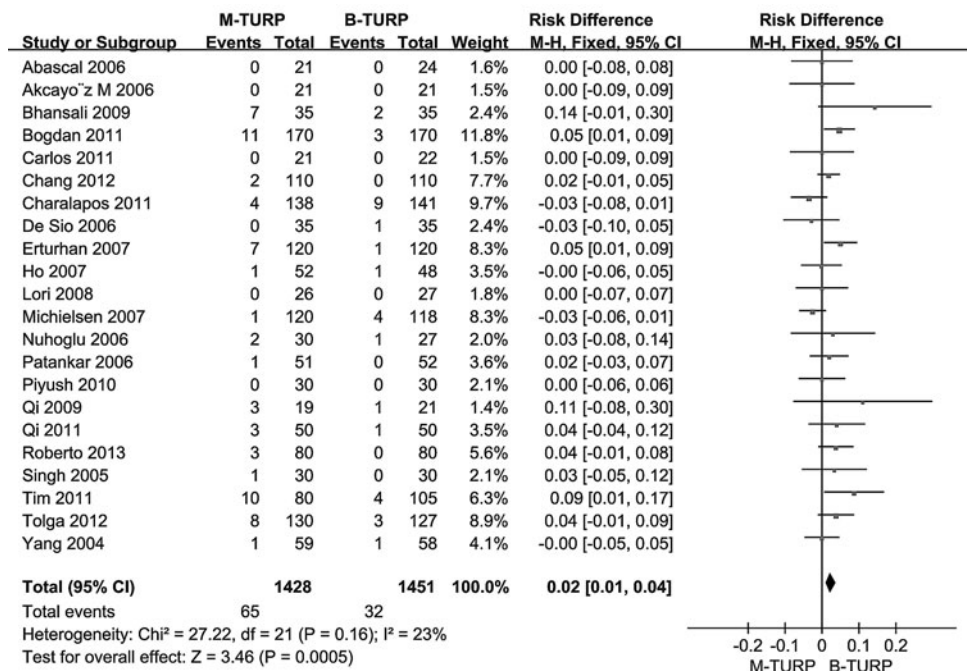 M-TURP B-TURP Risk Difference Risk Difference
Study or Subgroup Events Total Events Total Weight M-H, Fixed, 95% CI M-H, Fixed, 95% CI
Abascal 2006 0 21 0 24 1.6% 0.00 [-0.08, 0.08]
Akcayo¨z M 2006 0 21 0 21 1.5% 0.00 [-0.09, 0.09]
Bhansali 2009 7 35 2 35 2.4% 0.14 [-0.01, 0.30]
Bogdan 2011 11 170 3 170 11.8% 0.05 [0.01, 0.09]
Carlos 2011 0 21 0 22 1.5% 0.00 [-0.09, 0.09]
Chang 2012 2 110 0 110 7.7% 0.02 [-0.01, 0.05]
Charalapos 2011 4 138 9 141 9.7% -0.03 [-0.08, 0.01]
De Sio 2006 0 35 1 35 2.4% -0.03 [-0.10, 0.05]
Erturhan 2007 7 120 1 120 8.3% 0.05 [0.01, 0.09]
Ho 2007 1 52 1 48 3.5% -0.00 [-0.06, 0.05]
Lori 2008 0 26 0 27 1.8% 0.00 [-0.07, 0.07]
Michielsen 2007 1 120 4 118 8.3% -0.03 [-0.06, 0.01]
Nuhoglu 2006 2 30 1 27 2.0% 0.03 [-0.08, 0.14]
Patankar 2006 1 51 0 52 3.6% 0.02 [-0.03, 0.07]
Piyush 2010 0 30 0 30 2.1% 0.00 [-0.06, 0.06]
Qi 2009 3 19 1 21 1.4% 0.11 [-0.08, 0.30]
Qi 2011 3 50 1 50 3.5% 0.04 [-0.04, 0.12]
Roberto 2013 3 80 0 80 5.6% 0.04 [-0.01, 0.08]
Singh 2005 1 30 0 30 2.1% 0.03 [-0.05, 0.12]
Tim 2011 10 80 4 105 6.3% 0.09 [0.01, 0.17]
Tolga 2012 8 130 3 127 8.9% 0.04 [-0.01, 0.09]
Yang 2004 1 59 1 58 4.1% -0.00 [-0.05, 0.05]
Total (95% CI) 1428 1451 100.0% 0.02 [0.01, 0.04]
Total events 65 32
Heterogeneity: Chi² = 27.22, df = 21 (P = 0.16); I² = 23%
Test for overall effect: Z = 3.46 (P = 0.0005)
-0.2 -0.1 0 0.1 0.2
M-TURP B-TURP